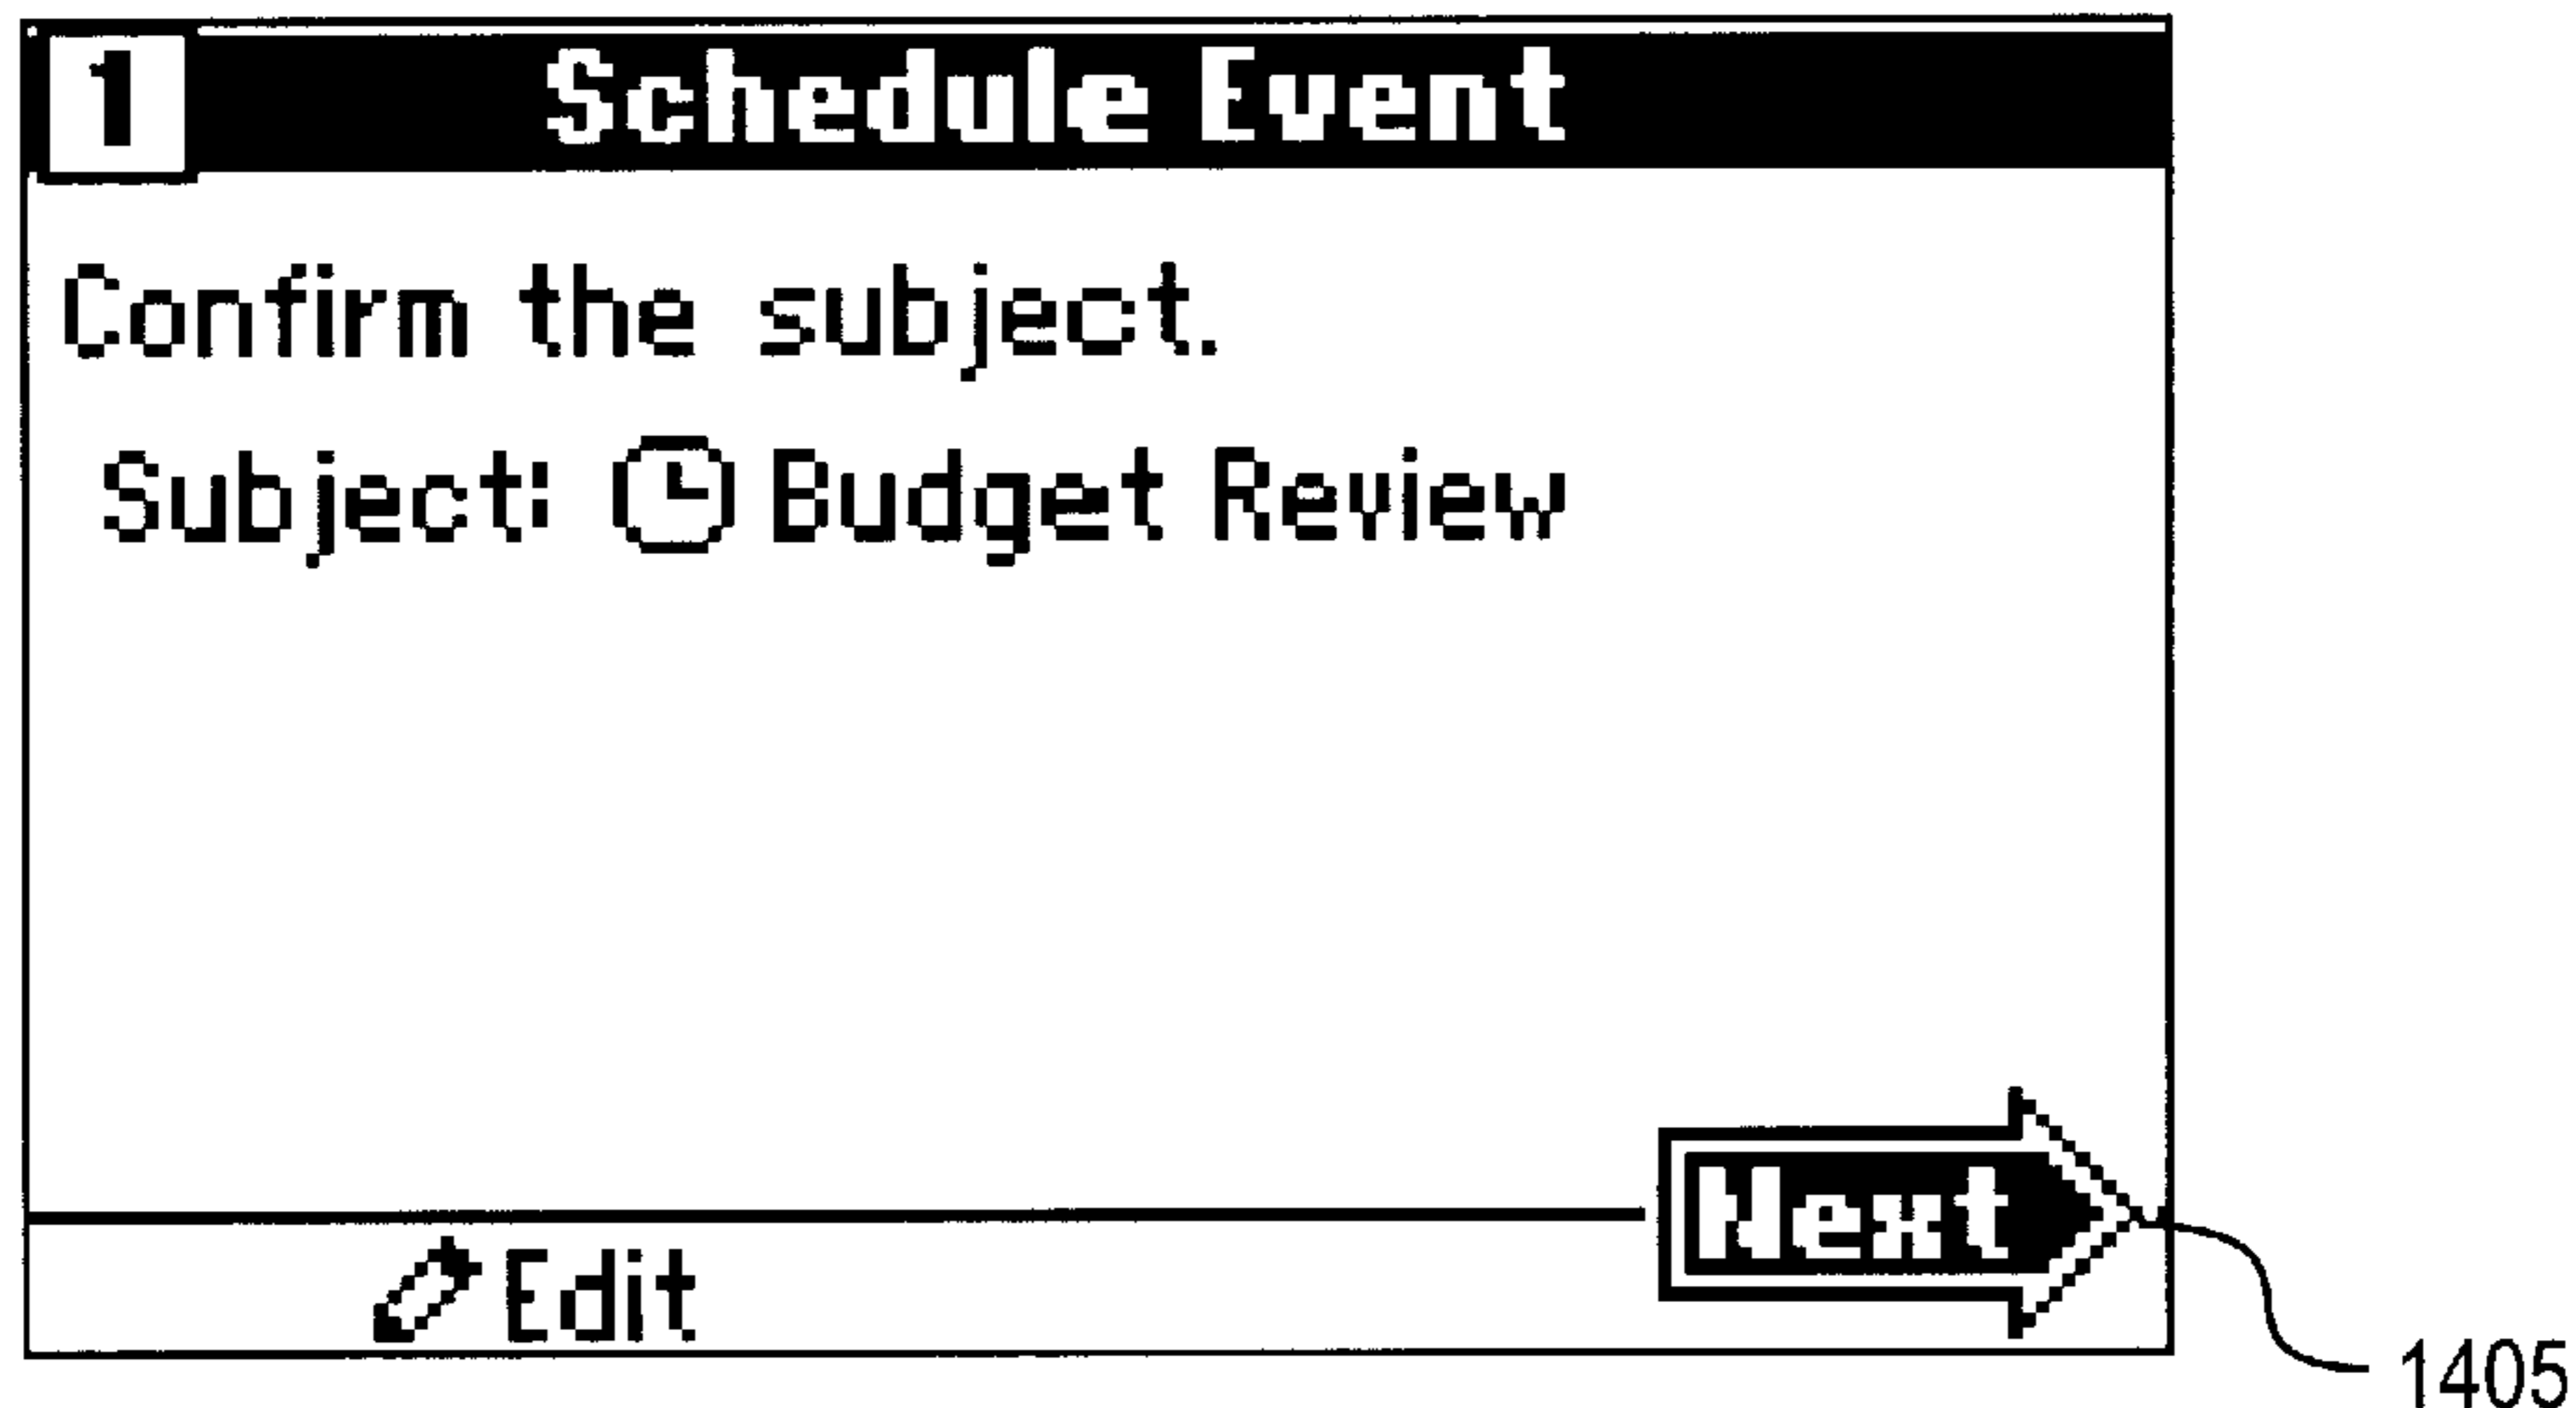 1 Schedule Event
Confirm the subject.
Subject: Budget Review
Edit Next
1405